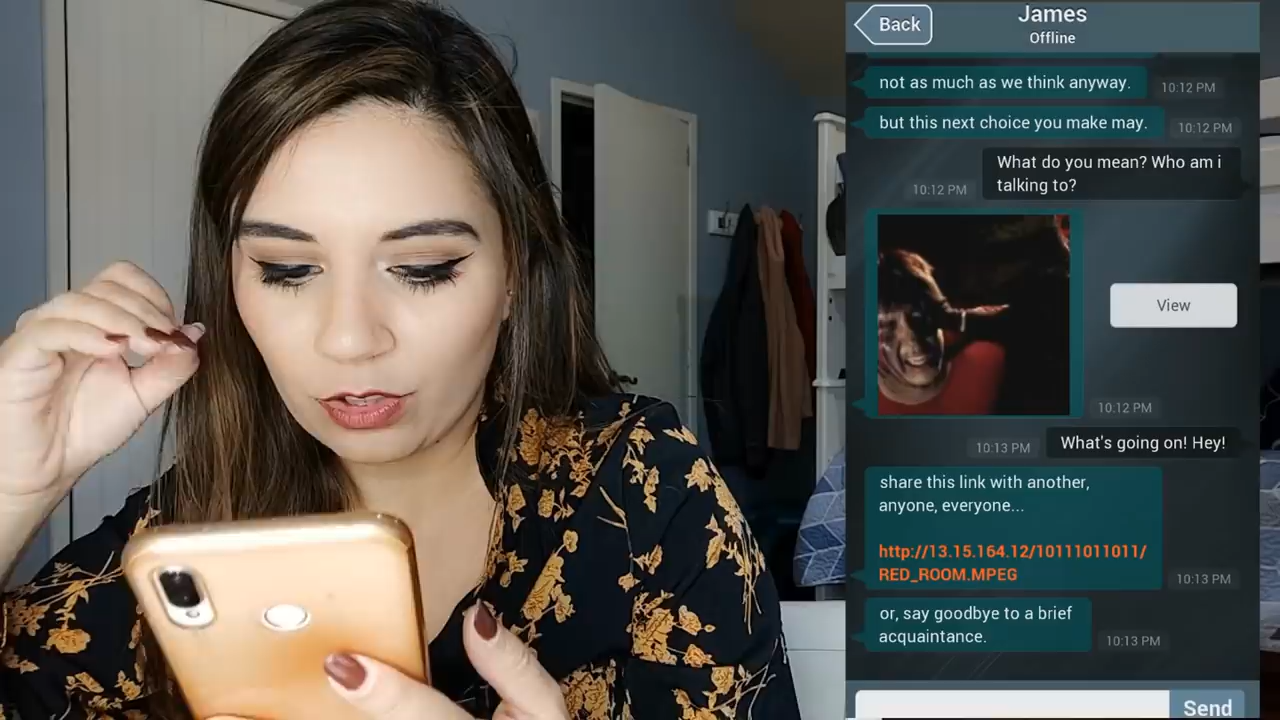 Back
James
Offline
not as much as we think anyway.
10:12 PM
but this next choice you make may.
10:12 PM
What do you mean? Who am i
talking to?
10:12 PM
View
10:12 PM
What's going on! Hey!
10:13 PM
share this link with another,
anyone, everyone...
http://13.15.164.12/10111011011/
RED_ROOM.MPEG
10:13 PM
or, say goodbye to a brief
acquaintance.
10:13 PM
Send